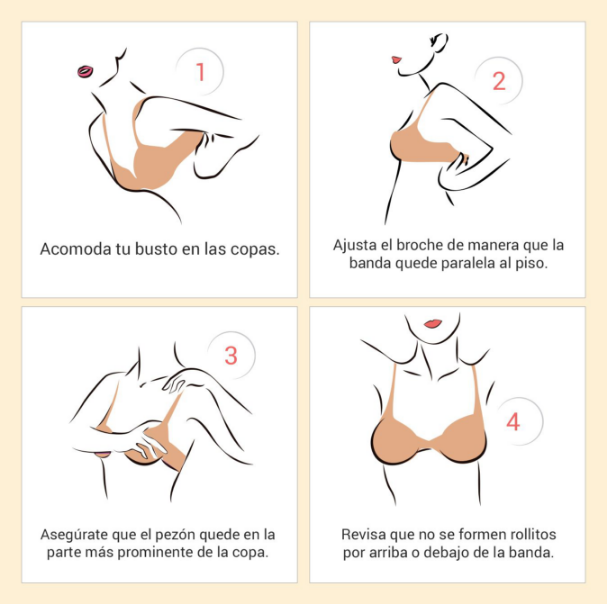 1
Acomoda tu busto en las copas.
2
Ajusta el broche de manera que la
banda quede paralela al piso.
3
Asegúrate que el pezón quede en la
parte más prominente de la copa.
4
Revisa que no se formen rollitos
por arriba o debajo de la banda.